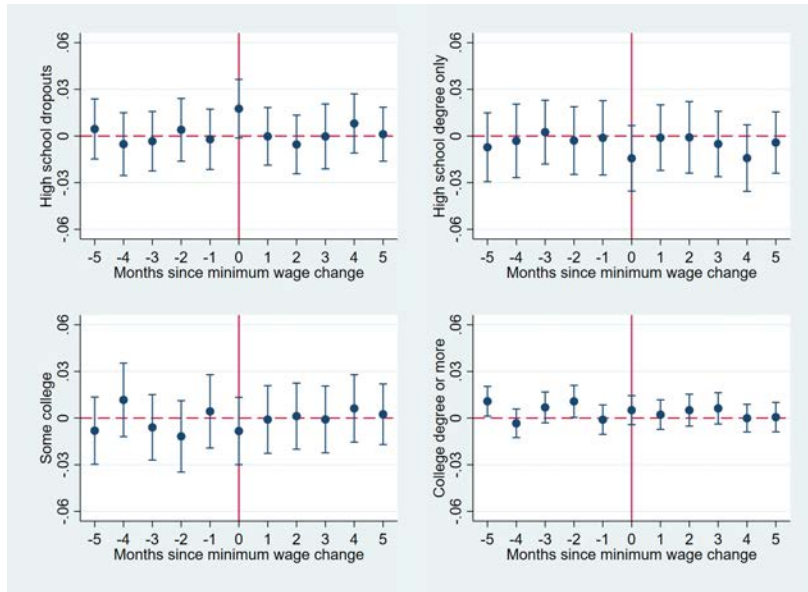 High school dropouts
.06
.03
0
-.03
-.06
-5 -4 -3 -2 -1 0 1 2 3 4 5
Months since minimum wage change
High school degree only
.06
.03
0
-.03
-.06
-5 -4 -3 -2 -1 0 1 2 3 4 5
Months since minimum wage change
Some college
.06
.03
0
-.03
-.06
-5 -4 -3 -2 -1 0 1 2 3 4 5
Months since minimum wage change
College degree or more
.06
.03
0
-.03
-.06
-5 -4 -3 -2 -1 0 1 2 3 4 5
Months since minimum wage change